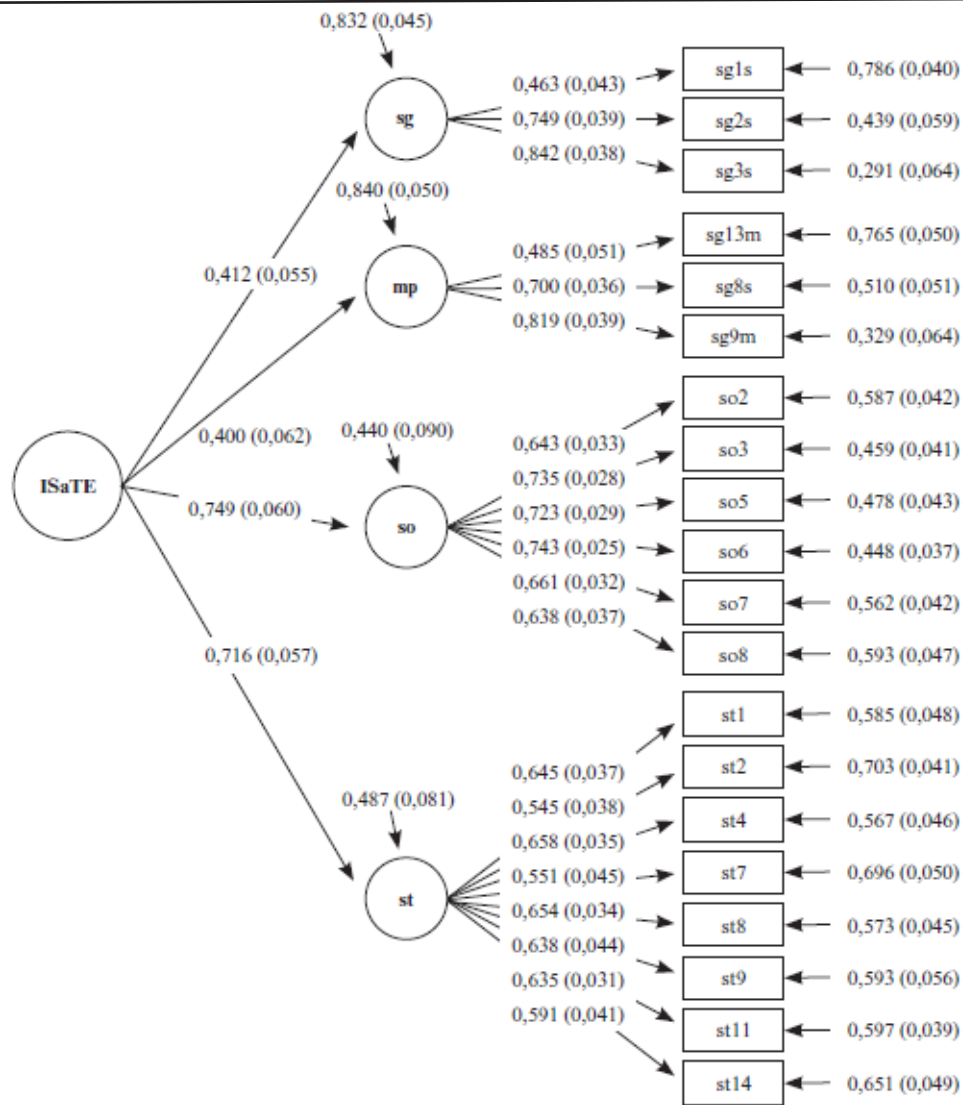 0,832 (0,045)
sg
0,463 (0,043)
sg1s
0,786 (0,040)
0,749 (0,039)
sg2s
0,439 (0,059)
0,842 (0,038)
sg3s
0,291 (0,064)
0,840 (0,050)
0,412 (0,055)
mp
0,485 (0,051)
sg13m
0,765 (0,050)
0,700 (0,036)
sg8s
0,510 (0,051)
0,819 (0,039)
sg9m
0,329 (0,064)
0,400 (0,062)
0,440 (0,090)
ISaTE
0,749 (0,060)
so
0,643 (0,033)
so2
0,587 (0,042)
0,735 (0,028)
so3
0,459 (0,041)
0,723 (0,029)
so5
0,478 (0,043)
0,743 (0,025)
so6
0,448 (0,037)
0,661 (0,032)
so7
0,562 (0,042)
0,638 (0,037)
so8
0,593 (0,047)
0,716 (0,057)
0,487 (0,081)
st
0,645 (0,037)
st1
0,585 (0,048)
0,545 (0,038)
st2
0,703 (0,041)
0,658 (0,035)
st4
0,567 (0,046)
0,551 (0,045)
st7
0,696 (0,050)
0,654 (0,034)
st8
0,573 (0,045)
0,638 (0,044)
st9
0,593 (0,056)
0,635 (0,031)
st11
0,597 (0,039)
0,591 (0,041)
st14
0,651 (0,049)